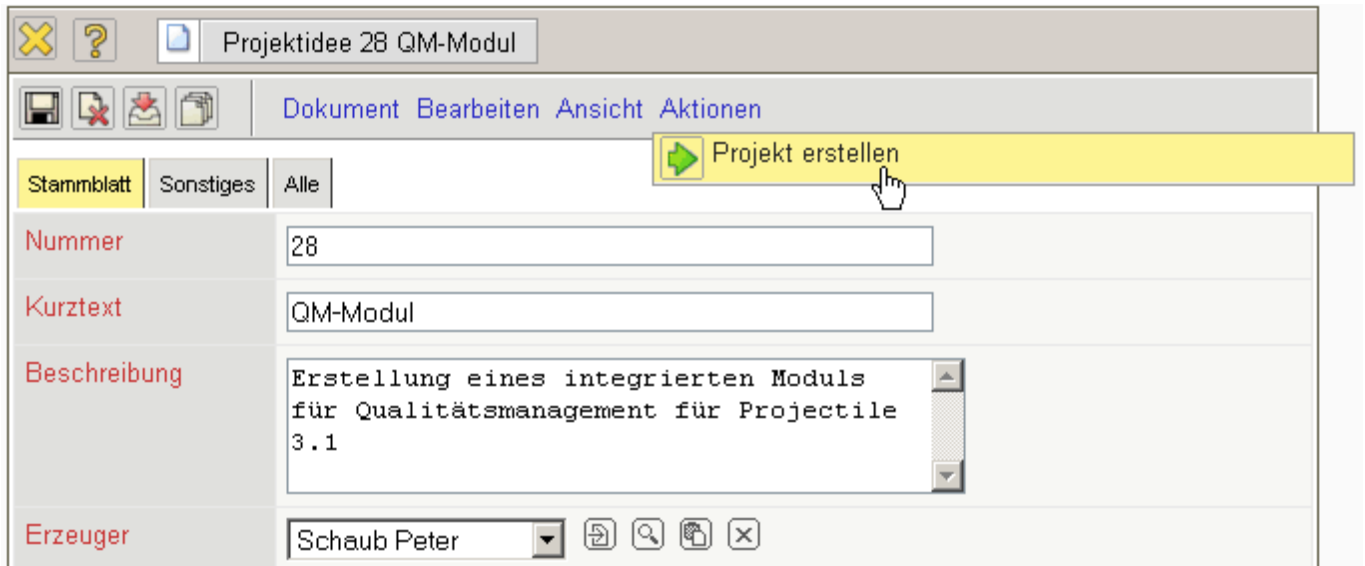 Projektidee 28 QM-Modul
Dokument Bearbeiten Ansicht Aktionen
Projekt erstellen
Stammblatt Sonstiges Alle
Nummer 28
Kurztext QM-Modul
Beschreibung Erstellung eines integrierten Moduls
für Qualitätsmanagement für Projectile
3.1
Erzeuger Schaub Peter